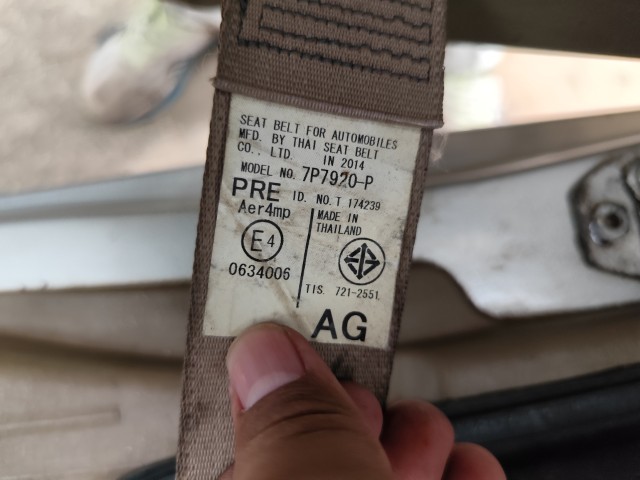 SEAT BELT FOR AUTOMOBILES
MFD. BY THAI SEAT BELT
CO., LTD. IN 2014
MODEL NO. 7P7920-P
PRE ID. NO. T 174239
Aer4mp
MADE IN
THAILAND
E4
0634006
TIS. 721-2551
AG